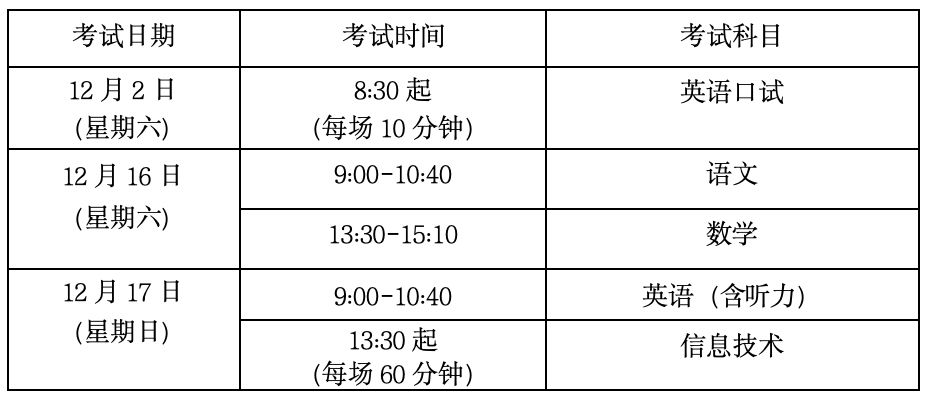 考试日期 考试时间 考试科目
12 月 2 日 8:30 起 英语口试
(星期六) (每场 10 分钟)
12 月 16 日 9:00-10:40 语文
(星期六)
13:30-15:10 数学
12 月 17 日 9:00-10:40 英语（含听力）
(星期日)
13:30 起 信息技术
(每场 60 分钟)